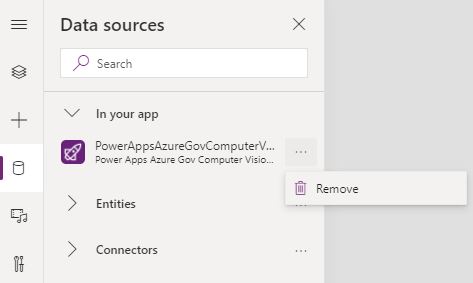 Data sources
Search
In your app
PowerAppsAzureGovComputerV...
Power Apps Azure Gov Computer Visio...
Remove
Entities
Connectors